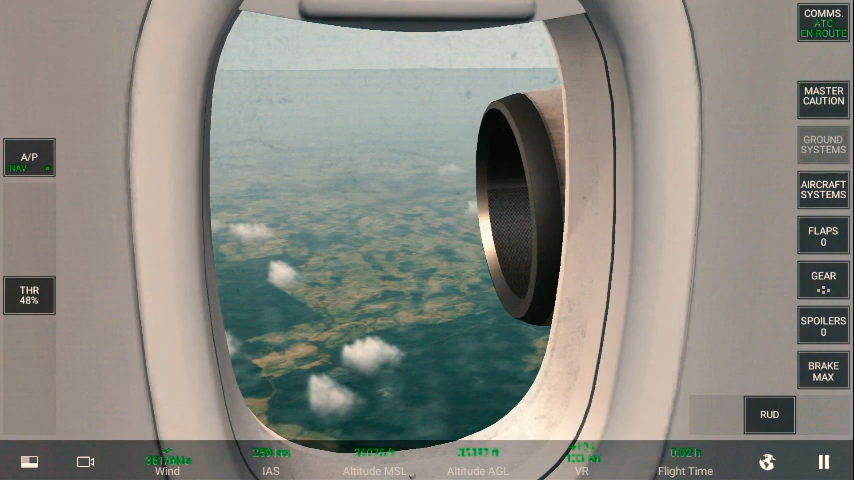 COMMS.
ATC
EN ROUTE
MASTER
CAUTION
GROUND
SYSTEMS
A/P
NAV
AIRCRAFT
SYSTEMS
FLAPS
0
GEAR
THR
48%
SPOILERS
0
BRAKE
MAX
RUD
Wind
IAS
Altitude MSL
Altitude AGL
VR
Flight Time